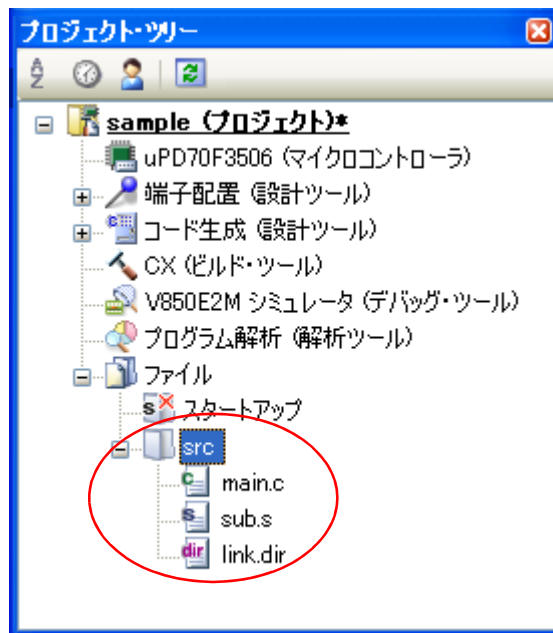 プロジェクト・ツリー
sample (プロジェクト)*
uPD70F3506 (マイクロコントローラ)
端子配置 (設計ツール)
コード生成 (設計ツール)
CX (ビルド・ツール)
V850E2M シミュレータ (デバッグ・ツール)
プログラム解析 (解析ツール)
ファイル
スタートアップ
src
main.c
sub.s
link.dir